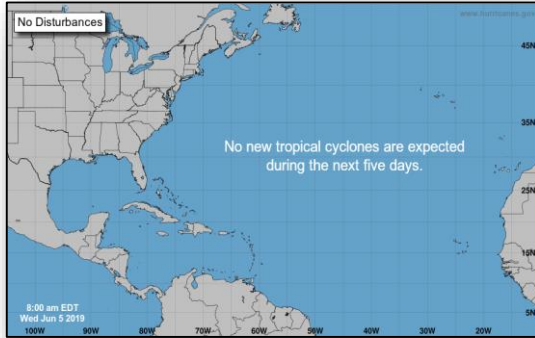 No Disturbances
45N
35N
No new tropical cyclones are expected
during the next five days.
25N
15N
8:00 am EDT
Wed Jun 5 2019
5N
100W 90W 80W 70W 60W 50W 40W 30W 20W